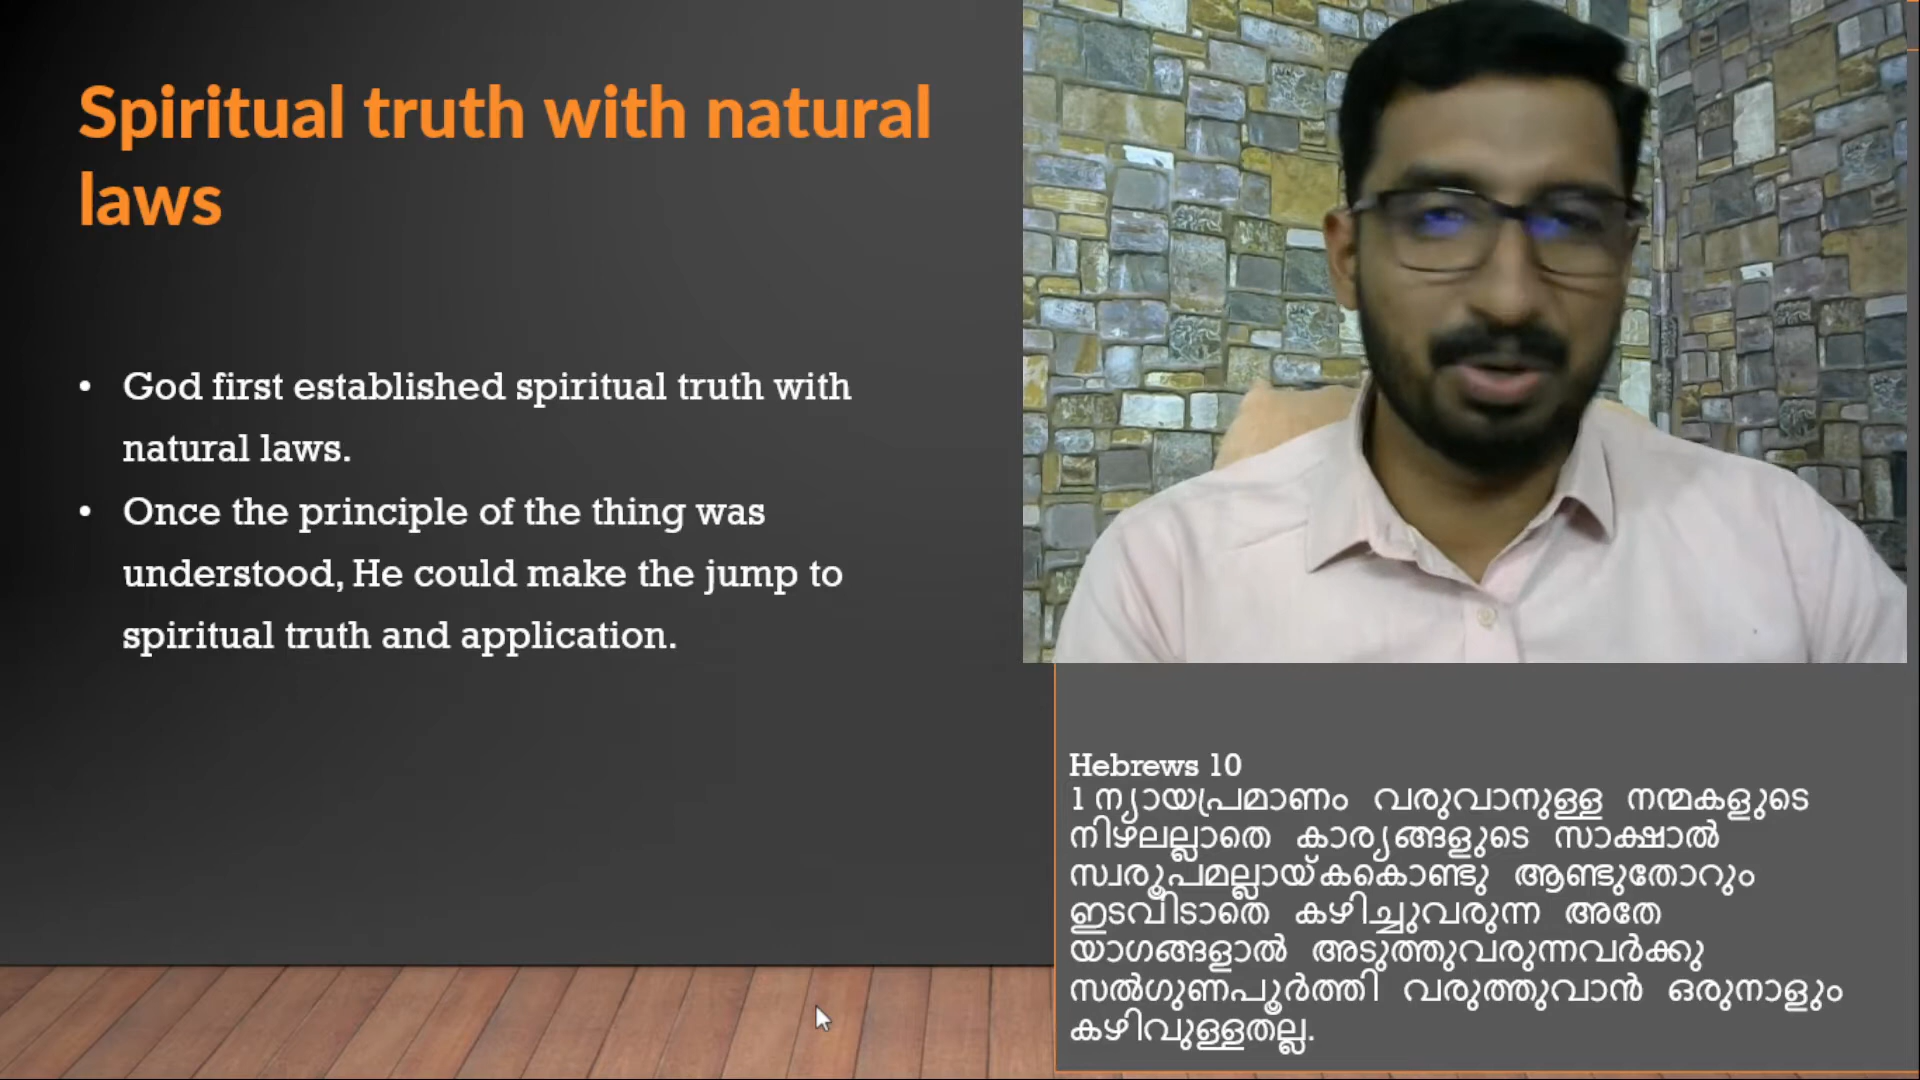 Spiritual truth with natural
laws
• God first established spiritual truth with
natural laws.
• Once the principle of the thing was
understood, He could make the jump to
spiritual truth and application.
Hebrews 10
1 ന്യായപ്രമാണം വരുവാനുള്ള നന്മകളുടെ
നിഴലല്ലാതെ കാര്യങ്ങളുടെ സാക്ഷാൽ
സ്വരൂപമല്ലായ്കകൊണ്ടു ആണ്ടുതോറും
ഇടവിടാതെ കഴിച്ചുവരുന്ന അതേ
യാഗങ്ങളാൽ അടുത്തുവരുന്നവർക്കു
സൽഗുണപൂർത്തി വരുത്തുവാൻ ഒരുനാളും
കഴിവുള്ളതല്ല.